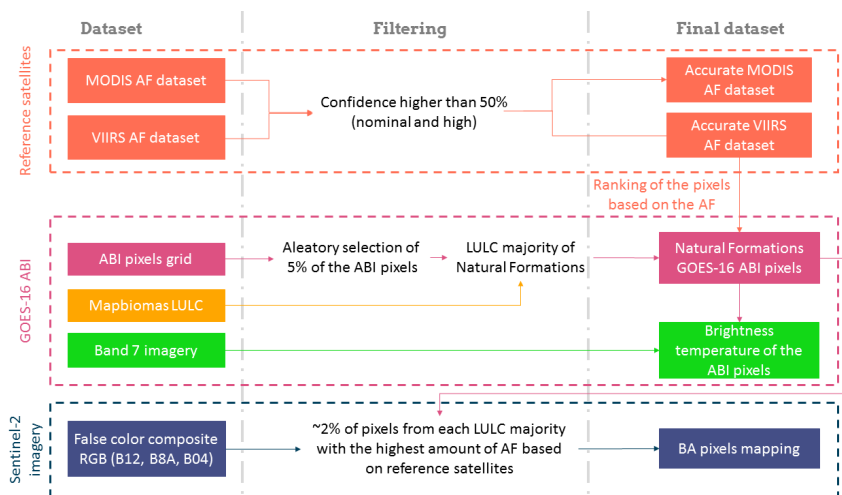 Dataset
Filtering
Final dataset
Reference satellites
MODIS AF dataset
VIIRS AF dataset
Confidence higher than 50%
(nominal and high)
Accurate MODIS
AF dataset
Accurate VIIRS
AF dataset
Ranking of the pixels
based on the AF
GOES-16 ABI
ABI pixels grid
Aleatory selection of
5% of the ABI pixels
LULC majority of
Natural Formations
Natural Formations
GOES-16 ABI pixels
Mapbiomas LULC
Band 7 imagery
Brightness
temperature of the
ABI pixels
Sentinel-2
imagery
False color composite
RGB (B12, B8A, B04)
~2% of pixels from each LULC majority
with the highest amount of AF based
on reference satellites
BA pixels mapping